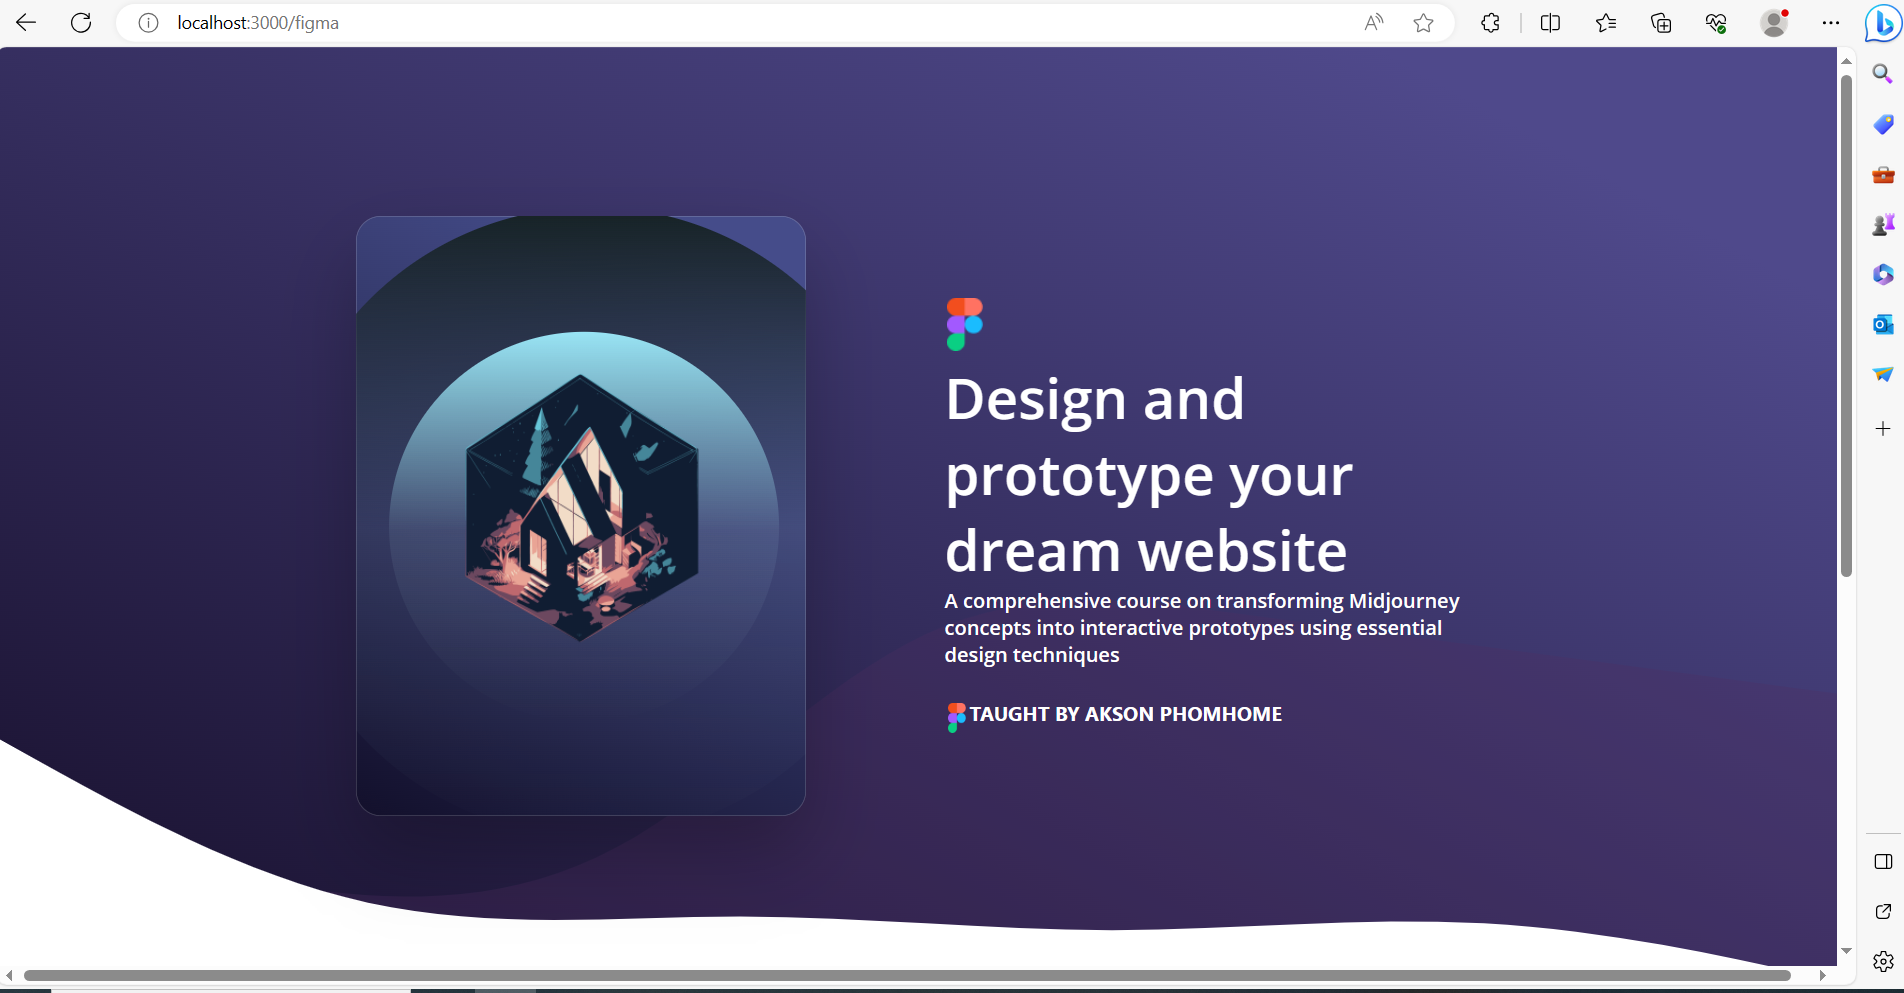 localhost:3000/figma
Design and
prototype your
dream website
A comprehensive course on transforming Midjourney
concepts into interactive prototypes using essential
design techniques
TAUGHT BY AKSON PHOMHOME